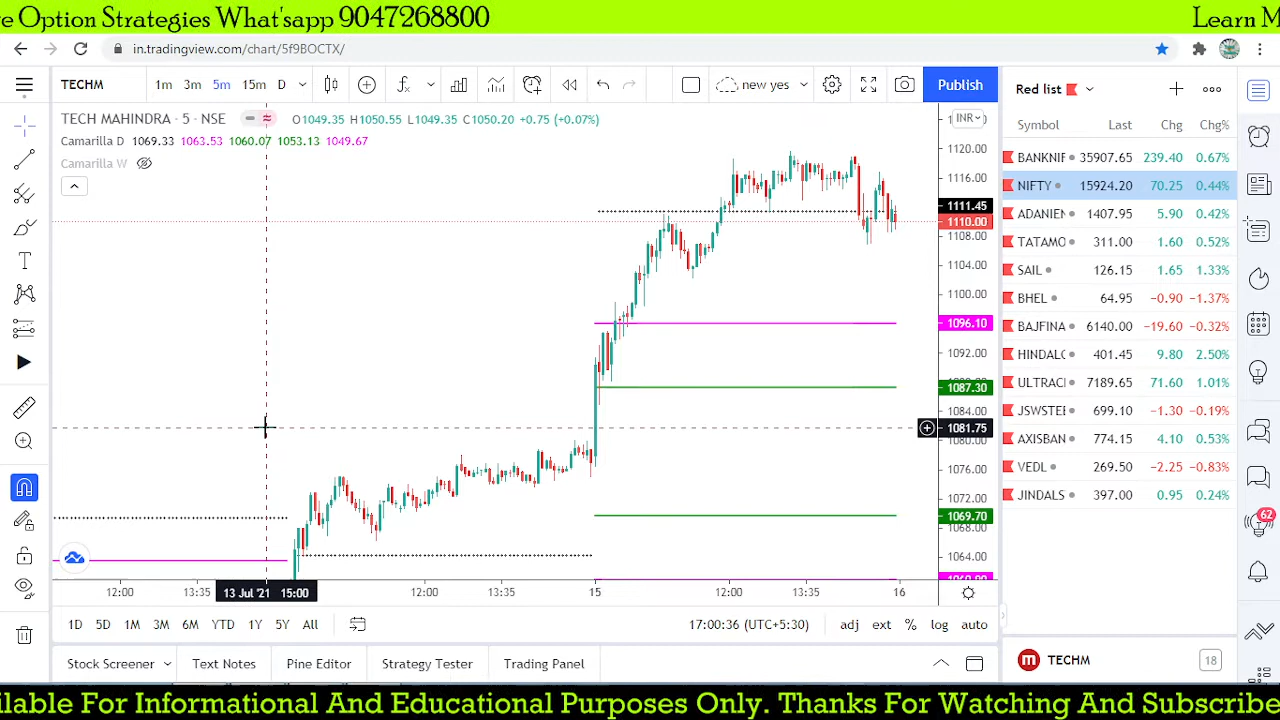 e Option Strategies What'sapp 9047268800 Learn M
in.tradingview.com/chart/5f9BOCTX/
TECHM 1m 3m 5m 15m D new yes Publish
Red list
Symbol Last Chg Chg%
TECH MAHINDRA · 5 · NSE O1049.35 H1050.55 L1049.35 C1050.20 +0.75 (+0.07%)
INR
Camarilla D 1069.33 1063.53 1060.07 1053.13 1049.67
Camarilla W
1120.00
1116.00
1111.45
1110.00
1108.00
1104.00
1100.00
1096.10
1092.00
1087.30
1084.00
1081.75
1080.00
1076.00
1072.00
1069.70
1068.00
1064.00
BANKNIF 35907.65 239.40 0.67%
NIFTY 15924.20 70.25 0.44%
ADANIEN 1407.95 5.90 0.42%
TATAMO 311.00 1.60 0.52%
SAIL 126.15 1.65 1.33%
BHEL 64.95 −0.90 −1.37%
BAJFINA 6140.00 −19.60 −0.32%
HINDALC 401.45 9.80 2.50%
ULTRACI 7189.65 71.60 1.01%
JSWSTEE 699.10 −1.30 −0.19%
AXISBAN 774.15 4.10 0.53%
VEDL 269.50 −2.25 −0.83%
JINDALS 397.00 0.95 0.24%
62
12:00 13:35 13 Jul '21 15:00 12:00 13:35 15 12:00 13:35 16
1D 5D 1M 3M 6M YTD 1Y 5Y All 17:00:36 (UTC+5:30) adj ext % log auto
Stock Screener Text Notes Pine Editor Strategy Tester Trading Panel
TECHM 18
ilable For Informational And Educational Purposes Only. Thanks For Watching And Subscribe